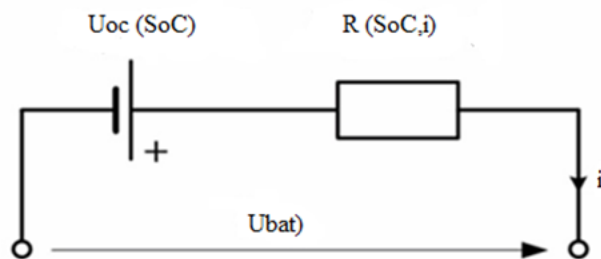 Uoc (SoC)
R (SoC,i)
+
i
Ubat)